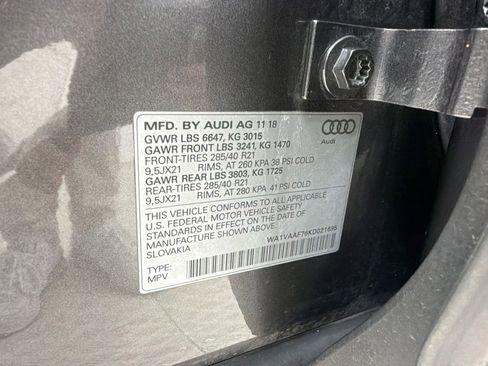 MFD. BY AUDI AG 11 18
GVWR LBS 6647, KG 3015
GAWR FRONT LBS 3241, KG 1470
FRONT-TIRES 285/40 R21
9,5JX21 RIMS, AT 260 KPA 38 PSI COLD
GAWR REAR LBS 3803, KG 1725
REAR-TIRES 285/40 R21
9,5JX21 RIMS, AT 280 KPA 41 PSI COLD
Audi
THIS VEHICLE CONFORMS TO ALL APPLICABLE
U.S. FEDERAL MOTOR VEHICLE SAFETY
STANDARDS IN EFFECT ON THE DATE OF
MANUFACTURE SHOWN ABOVE.
SLOVAKIA
WA1VAAF76KD021695
TYPE:
MPV